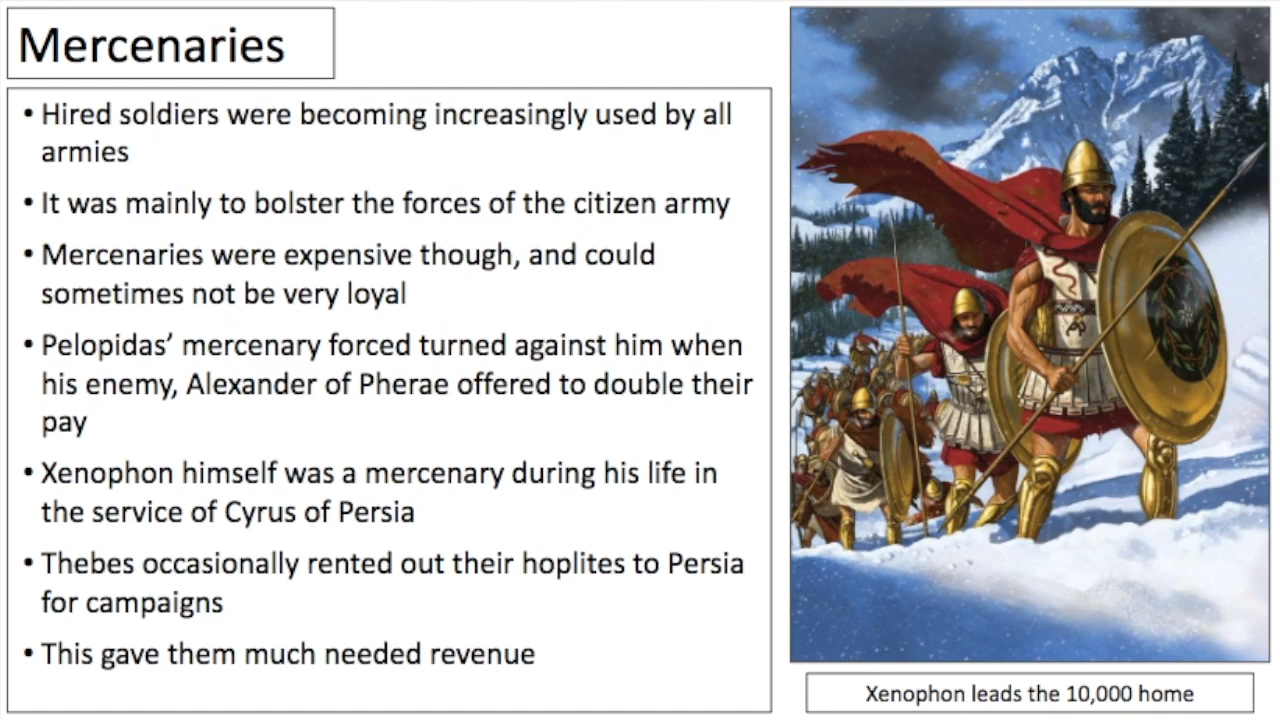 Mercenaries
• Hired soldiers were becoming increasingly used by all
armies
• It was mainly to bolster the forces of the citizen army
• Mercenaries were expensive though, and could
sometimes not be very loyal
• Pelopidas’ mercenary forced turned against him when
his enemy, Alexander of Pherae offered to double their
pay
• Xenophon himself was a mercenary during his life in
the service of Cyrus of Persia
• Thebes occasionally rented out their hoplites to Persia
for campaigns
• This gave them much needed revenue
Xenophon leads the 10,000 home